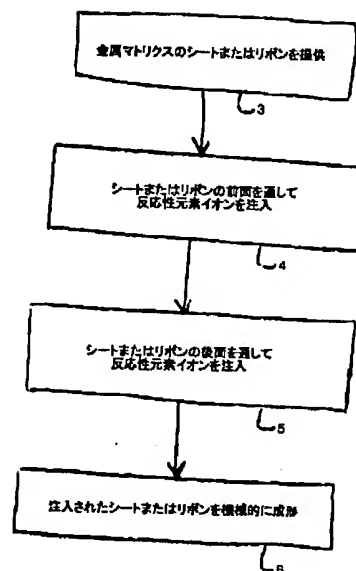 金属マトリクスのシートまたはリボンを提供
3
シートまたはリボンの前面を通して
反応性元素イオンを注入
4
シートまたはリボンの後面を通して
反応性元素イオンを注入
5
注入されたシートまたはリボンを機械的に成形
6